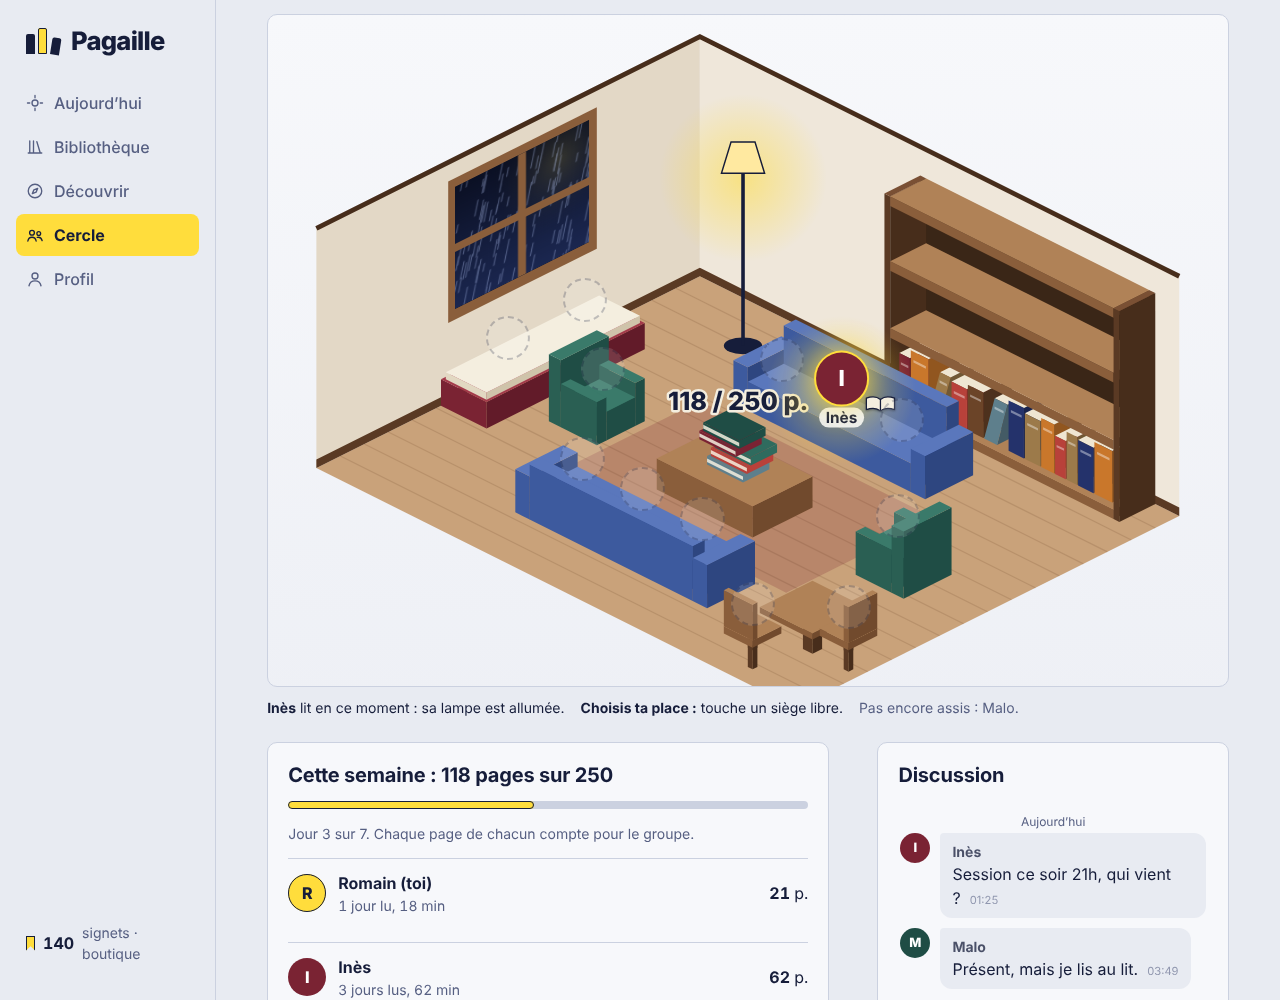 Pagaille
Aujourd’hui
Bibliothèque
Découvrir
Cercle
Profil
140 signets · boutique
118 / 250 p.
I
Inès
Inès lit en ce moment : sa lampe est allumée. Choisis ta place : touche un siège libre. Pas encore assis : Malo.
Cette semaine : 118 pages sur 250
Jour 3 sur 7. Chaque page de chacun compte pour le groupe.
R
Romain (toi)
1 jour lu, 18 min
21 p.
I
Inès
3 jours lus, 62 min
62 p.
Discussion
Aujourd’hui
I
Inès
Session ce soir 21h, qui vient
? 01:25
M
Malo
Présent, mais je lis au lit. 03:49